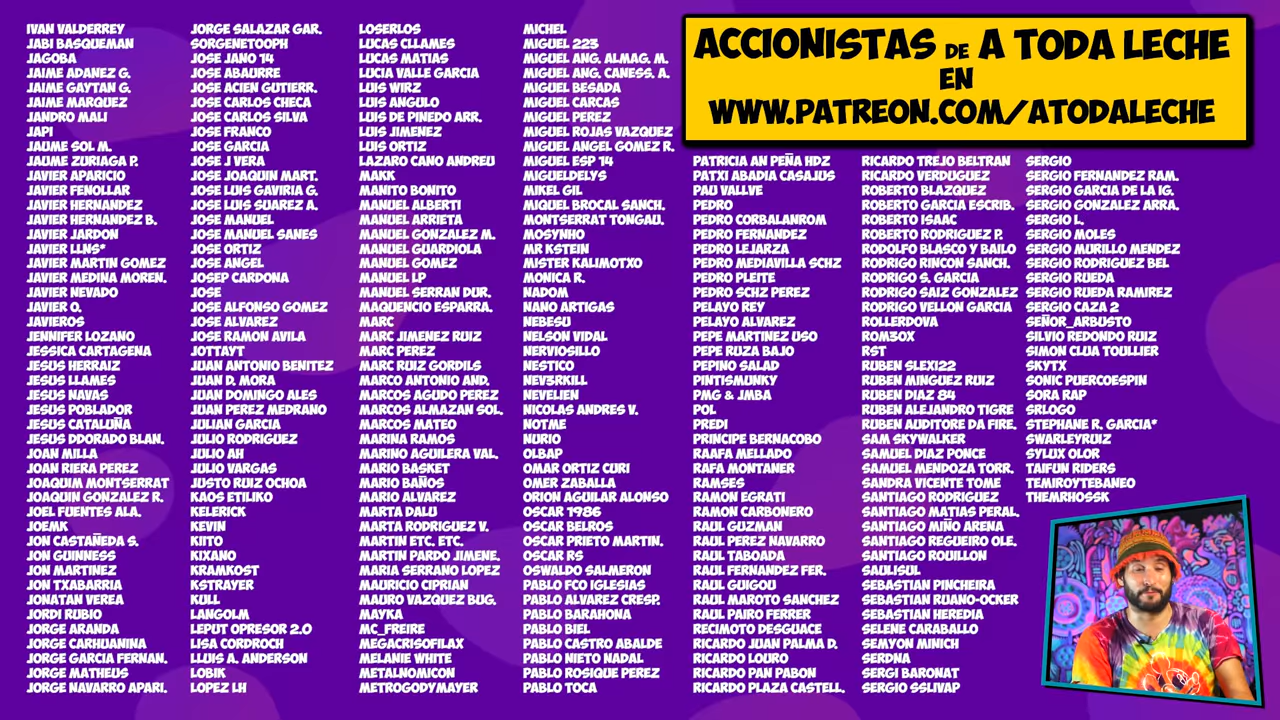 IVAN VALDERREY
JABI BASQUEMAN
JAGOBA
JAIME ADANEZ G.
JAIME GAYTAN G.
JAIME MARQUEZ
JANDRO MALI
JAPI
JAUME SOL M.
JAUME ZURIAGA P.
JAVIER APARICIO
JAVIER FENOLLAR
JAVIER HERNANDEZ
JAVIER HERNANDEZ B.
JAVIER JARDON
JAVIER LLNS*
JAVIER MARTIN GOMEZ
JAVIER MEDINA MOREN.
JAVIER NEVADO
JAVIER O.
JAVIEROS
JENNIFER LOZANO
JESSICA CARTAGENA
JESUS HERRAIZ
JESUS LLAMES
JESUS NAVAS
JESUS POBLADOR
JESUS CATALUÑA
JESUS DDORADO BLAN.
JOAN MILLA
JOAN RIERA PEREZ
JOAQUIM MONTSERRAT
JOAQUIN GONZALEZ R.
JOEL FUENTES ALA.
JOEMK
JON CASTAÑEDA S.
JON GUINNESS
JON MARTINEZ
JON TXABARRIA
JONATAN VEREA
JORDI RUBIO
JORGE ARANDA
JORGE CARHUANINA
JORGE GARCIA FERNAN.
JORGE MATHEUS
JORGE NAVARRO APARI.
JORGE SALAZAR GAR.
SORGENETOOPH
JOSE JANO 14
JOSE ABAURRE
JOSE ACIEN GUTIERR.
JOSE CARLOS CHECA
JOSE CARLOS SILVA
JOSE FRANCO
JOSE GARCIA
JOSE J VERA
JOSE JOAQUIN MART.
JOSE LUIS GAVIRIA G.
JOSE LUIS SUAREZ A.
JOSE MANUEL
JOSE MANUEL SANES
JOSE ORTIZ
JOSE ANGEL
JOSEP CARDONA
JOSE
JOSE ALFONSO GOMEZ
JOSE ALVAREZ
JOSE RAMON AVILA
JOTTAYT
JUAN ANTONIO BENITEZ
JUAN D. MORA
JUAN DOMINGO ALES
JUAN PEREZ MEDRANO
JULIAN GARCIA
JULIO RODRIGUEZ
JULIO AH
JULIO VARGAS
JUSTO RUIZ OCHOA
KAOS ETILIKO
KELERICK
KEVIN
KIITO
KIXANO
KRAMKOST
KSTRAYER
KULL
LANGOLM
LEPUT OPRESOR 2.0
LISA CORDROCH
LLUIS A. ANDERSON
LOBIK
LOPEZ LH
LOSERLOS
LUCAS CLLAMES
LUCAS MATIAS
LUCIA VALLE GARCIA
LUIS WIRZ
LUIS ANGULO
LUIS DE PINEDO ARR.
LUIS JIMENEZ
LUIS ORTIZ
LAZARO CANO ANDREU
MAKK
MANITO BONITO
MANUEL ALBERTI
MANUEL ARRIETA
MANUEL GONZALEZ M.
MANUEL GUARDIOLA
MANUEL GOMEZ
MANUEL LP
MANUEL SERRAN DUR.
MAQUENCIO ESPARRA.
MARC
MARC JIMENEZ RUIZ
MARC PEREZ
MARC RUIZ GORDILS
MARCO ANTONIO AND.
MARCOS AGUDO PEREZ
MARCOS ALMAZAN SOL.
MARCOS MATEO
MARINA RAMOS
MARINO AGUILERA VAL.
MARIO BASKET
MARIO BAÑOS
MARIO ALVAREZ
MARTA DALU
MARTA RODRIGUEZ V.
MARTIN ETC. ETC.
MARTIN PARDO JIMENE.
MARIA SERRANO LOPEZ
MAURICIO CIPRIAN
MAURO VAZQUEZ BUG.
MAYKA
MC_FREIRE
MEGACRISOFILAX
MELANIE WHITE
METALNOMICON
METROGODYMAYER
MICHEL
MIGUEL 223
MIGUEL ANG. ALMAG. M.
MIGUEL ANG. CANESS. A.
MIGUEL BESADA
MIGUEL CARCAS
MIGUEL PEREZ
MIGUEL ROJAS VAZQUEZ
MIGUEL ANGEL GOMEZ R.
MIGUEL ESP 14
MIGUELDELYS
MIKEL GIL
MIQUEL BROCAL SANCH.
MONTSERRAT TONGAU.
MOSYNHO
MR KSTEIN
MISTER KALIMOTXO
MONICA R.
NADOM
NANO ARTIGAS
NEBESU
NELSON VIDAL
NERVIOSILLO
NESTICO
NEV3RKILL
NEVELIEN
NICOLAS ANDRES V.
NOTME
NURIO
OLBAP
OMAR ORTIZ CURI
OMER ZABALLA
ORION AGUILAR ALONSO
OSCAR 1986
OSCAR BELROS
OSCAR PRIETO MARTIN.
OSCAR RS
OSWALDO SALMERON
PABLO FCO IGLESIAS
PABLO ALVAREZ CRESP.
PABLO BARAHONA
PABLO BIEL
PABLO CASTRO ABALDE
PABLO NIETO NADAL
PABLO ROSIQUE PEREZ
PABLO TOCA
ACCIONISTAS DE A TODA LECHE
EN
WWW.PATREON.COM/ATODALECHE
PATRICIA AN PEÑA HDZ
PATXI ABADIA CASAJUS
PAU VALLVE
PEDRO
PEDRO CORBALANROM
PEDRO FERNANDEZ
PEDRO LEJARZA
PEDRO MEDIAVILLA SCHZ
PEDRO PLEITE
PEDRO SCHZ PEREZ
PELAYO REY
PELAYO ALVAREZ
PEPE MARTINEZ USO
PEPE RUZA BAJO
PEPINO SALAD
PINTISMUNKY
PMG & JMBA
POL
PREDI
PRINCIPE BERNACOBO
RAAFA MELLADO
RAFA MONTANER
RAMSES
RAMON EGRATI
RAMON CARBONERO
RAUL GUZMAN
RAUL PEREZ NAVARRO
RAUL TABOADA
RAUL FERNANDEZ FER.
RAUL GUIGOU
RAUL MAROTO SANCHEZ
RAUL PAIRO FERRER
RECIMOTO DESGUACE
RICARDO JUAN PALMA D.
RICARDO LOURO
RICARDO PAN PABON
RICARDO PLAZA CASTELL.
RICARDO TREJO BELTRAN
RICARDO VERDUGUEZ
ROBERTO BLAZQUEZ
ROBERTO GARCIA ESCRIB.
ROBERTO ISAAC
ROBERTO RODRIGUEZ P.
RODOLFO BLASCO Y BAILO
RODRIGO RINCON SANCH.
RODRIGO S. GARCIA
RODRIGO SAIZ GONZALEZ
RODRIGO VELLON GARCIA
ROLLERDOVA
ROM3OX
RST
RUBEN SLEXI22
RUBEN MINGUEZ RUIZ
RUBEN DIAZ 84
RUBEN ALEJANDRO TIGRE
RUBEN AUDITORE DA FIRE.
SAM SKYWALKER
SAMUEL DIAZ PONCE
SAMUEL MENDOZA TORR.
SANDRA VICENTE TOME
SANTIAGO RODRIGUEZ
SANTIAGO MATIAS PERAL.
SANTIAGO MIÑO ARENA
SANTIAGO REGUEIRO OLE.
SANTIAGO ROUILLON
SAULISUL
SEBASTIAN PINCHEIRA
SEBASTIAN RUANO-OCKER
SEBASTIAN HEREDIA
SELENE CARABALLO
SEMYON MINICH
SERDNA
SERGI BARONAT
SERGIO SSLIVAP
SERGIO
SERGIO FERNANDEZ RAM.
SERGIO GARCIA DE LA IG.
SERGIO GONZALEZ ARRA.
SERGIO L.
SERGIO MOLES
SERGIO MURILLO MENDEZ
SERGIO RODRIGUEZ BEL
SERGIO RUEDA
SERGIO RUEDA RAMIREZ
SERGIO CAZA 2
SEÑOR_ARBUSTO
SILVIO REDONDO RUIZ
SIMON CLUA TOULLIER
SKYTX
SONIC PUERCOESPIN
SORA RAP
SRLOGO
STEPHANE R. GARCIA*
SWARLEYRUIZ
SYLUX OLOR
TAIFUN RIDERS
TEMIROYTEBANEO
THEMRHOSSK